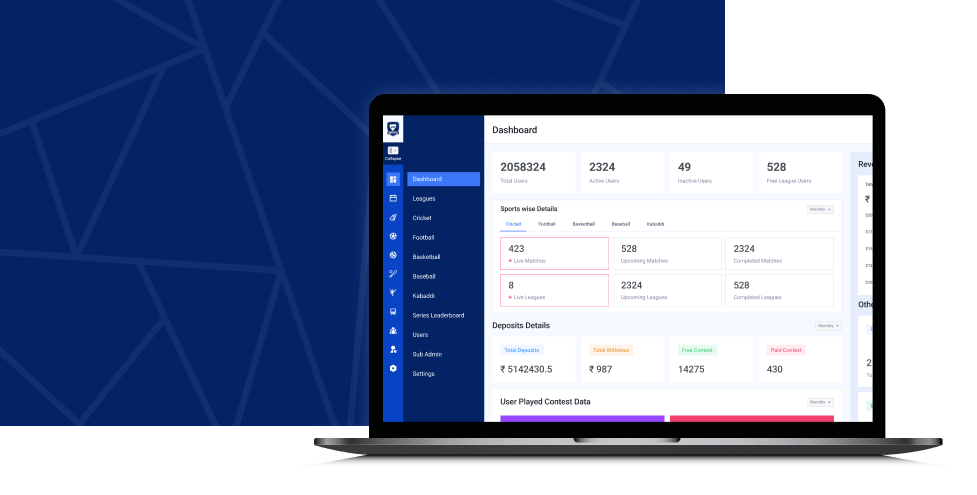 Collapse
Dashboard
Leagues
Cricket
Football
Basketball
Baseball
Kabaddi
Series Leaderboard
Users
Sub Admin
Settings
Dashboard
2058324
Total Users
2324
Active Users
49
Inactive Users
528
Free League Users
Sports wise Details
Monthly
Cricket Football Basketball Baseball Kabaddi
423
Live Matches
528
Upcoming Matches
2324
Completed Matches
8
Live Leagues
2324
Upcoming Leagues
528
Completed Leagues
Deposits Details
Monthly
Total Deposits
₹ 5142430.5
Total Withdraw
₹ 987
Free Contest
14275
Paid Contest
430
User Played Contest Data
Monthly
Reve
₹
Othe